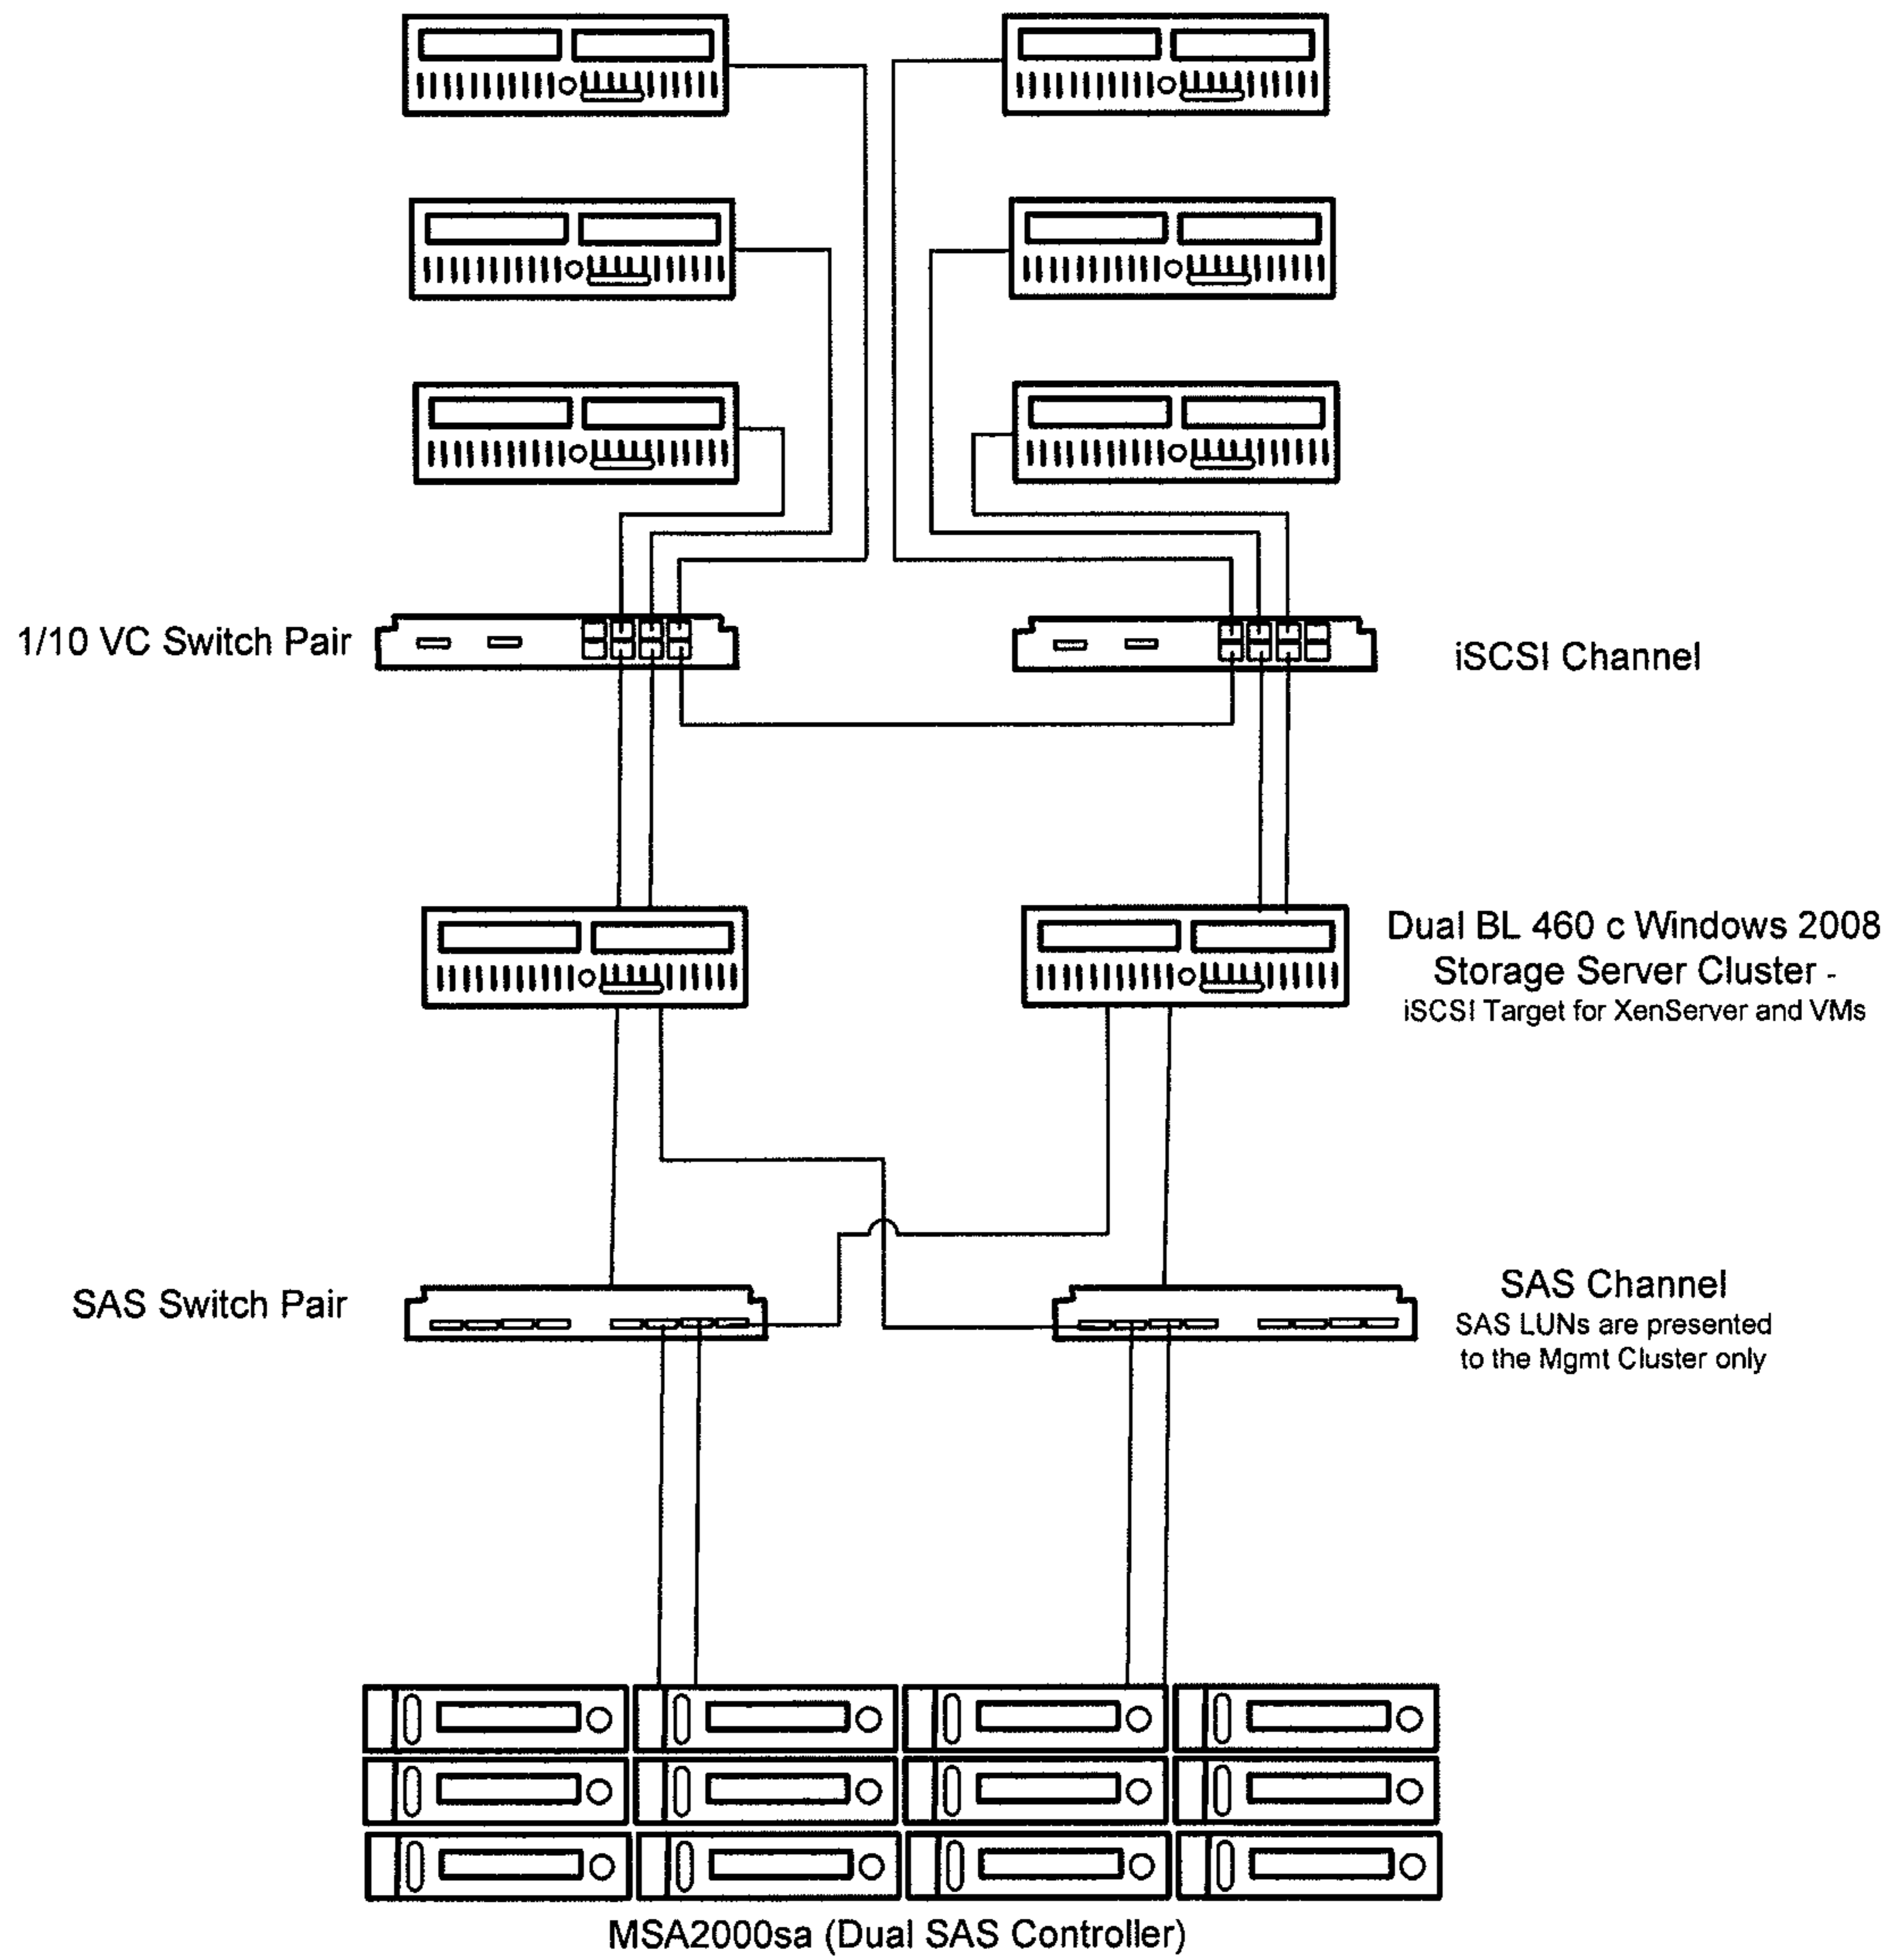 1/10 VC Switch Pair
iSCSI Channel
Dual BL 460 c Windows 2008
Storage Server Cluster -
iSCSI Target for XenServer and VMs
SAS Switch Pair
SAS Channel
SAS LUNs are presented
to the Mgmt Cluster only
MSA2000sa (Dual SAS Controller)